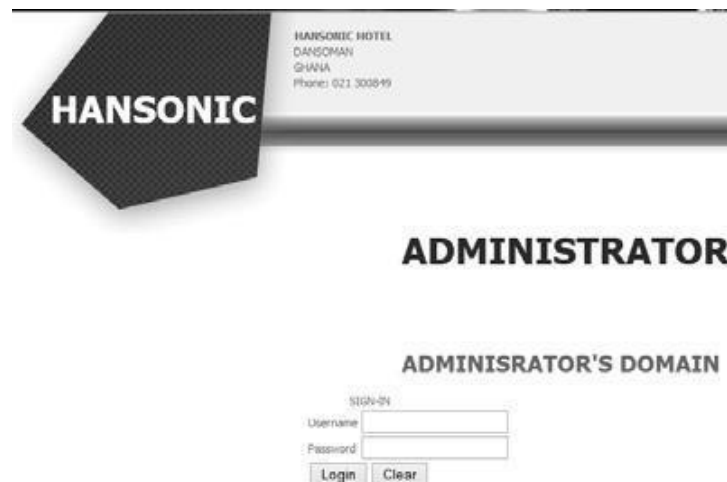 HANSONIC HOTEL
DANSOMAN
GHANA
Phone: 021 300849
HANSONIC
ADMINISTRATOR
ADMINISRATOR'S DOMAIN
SIGN-IN
Username
Password
Login Clear